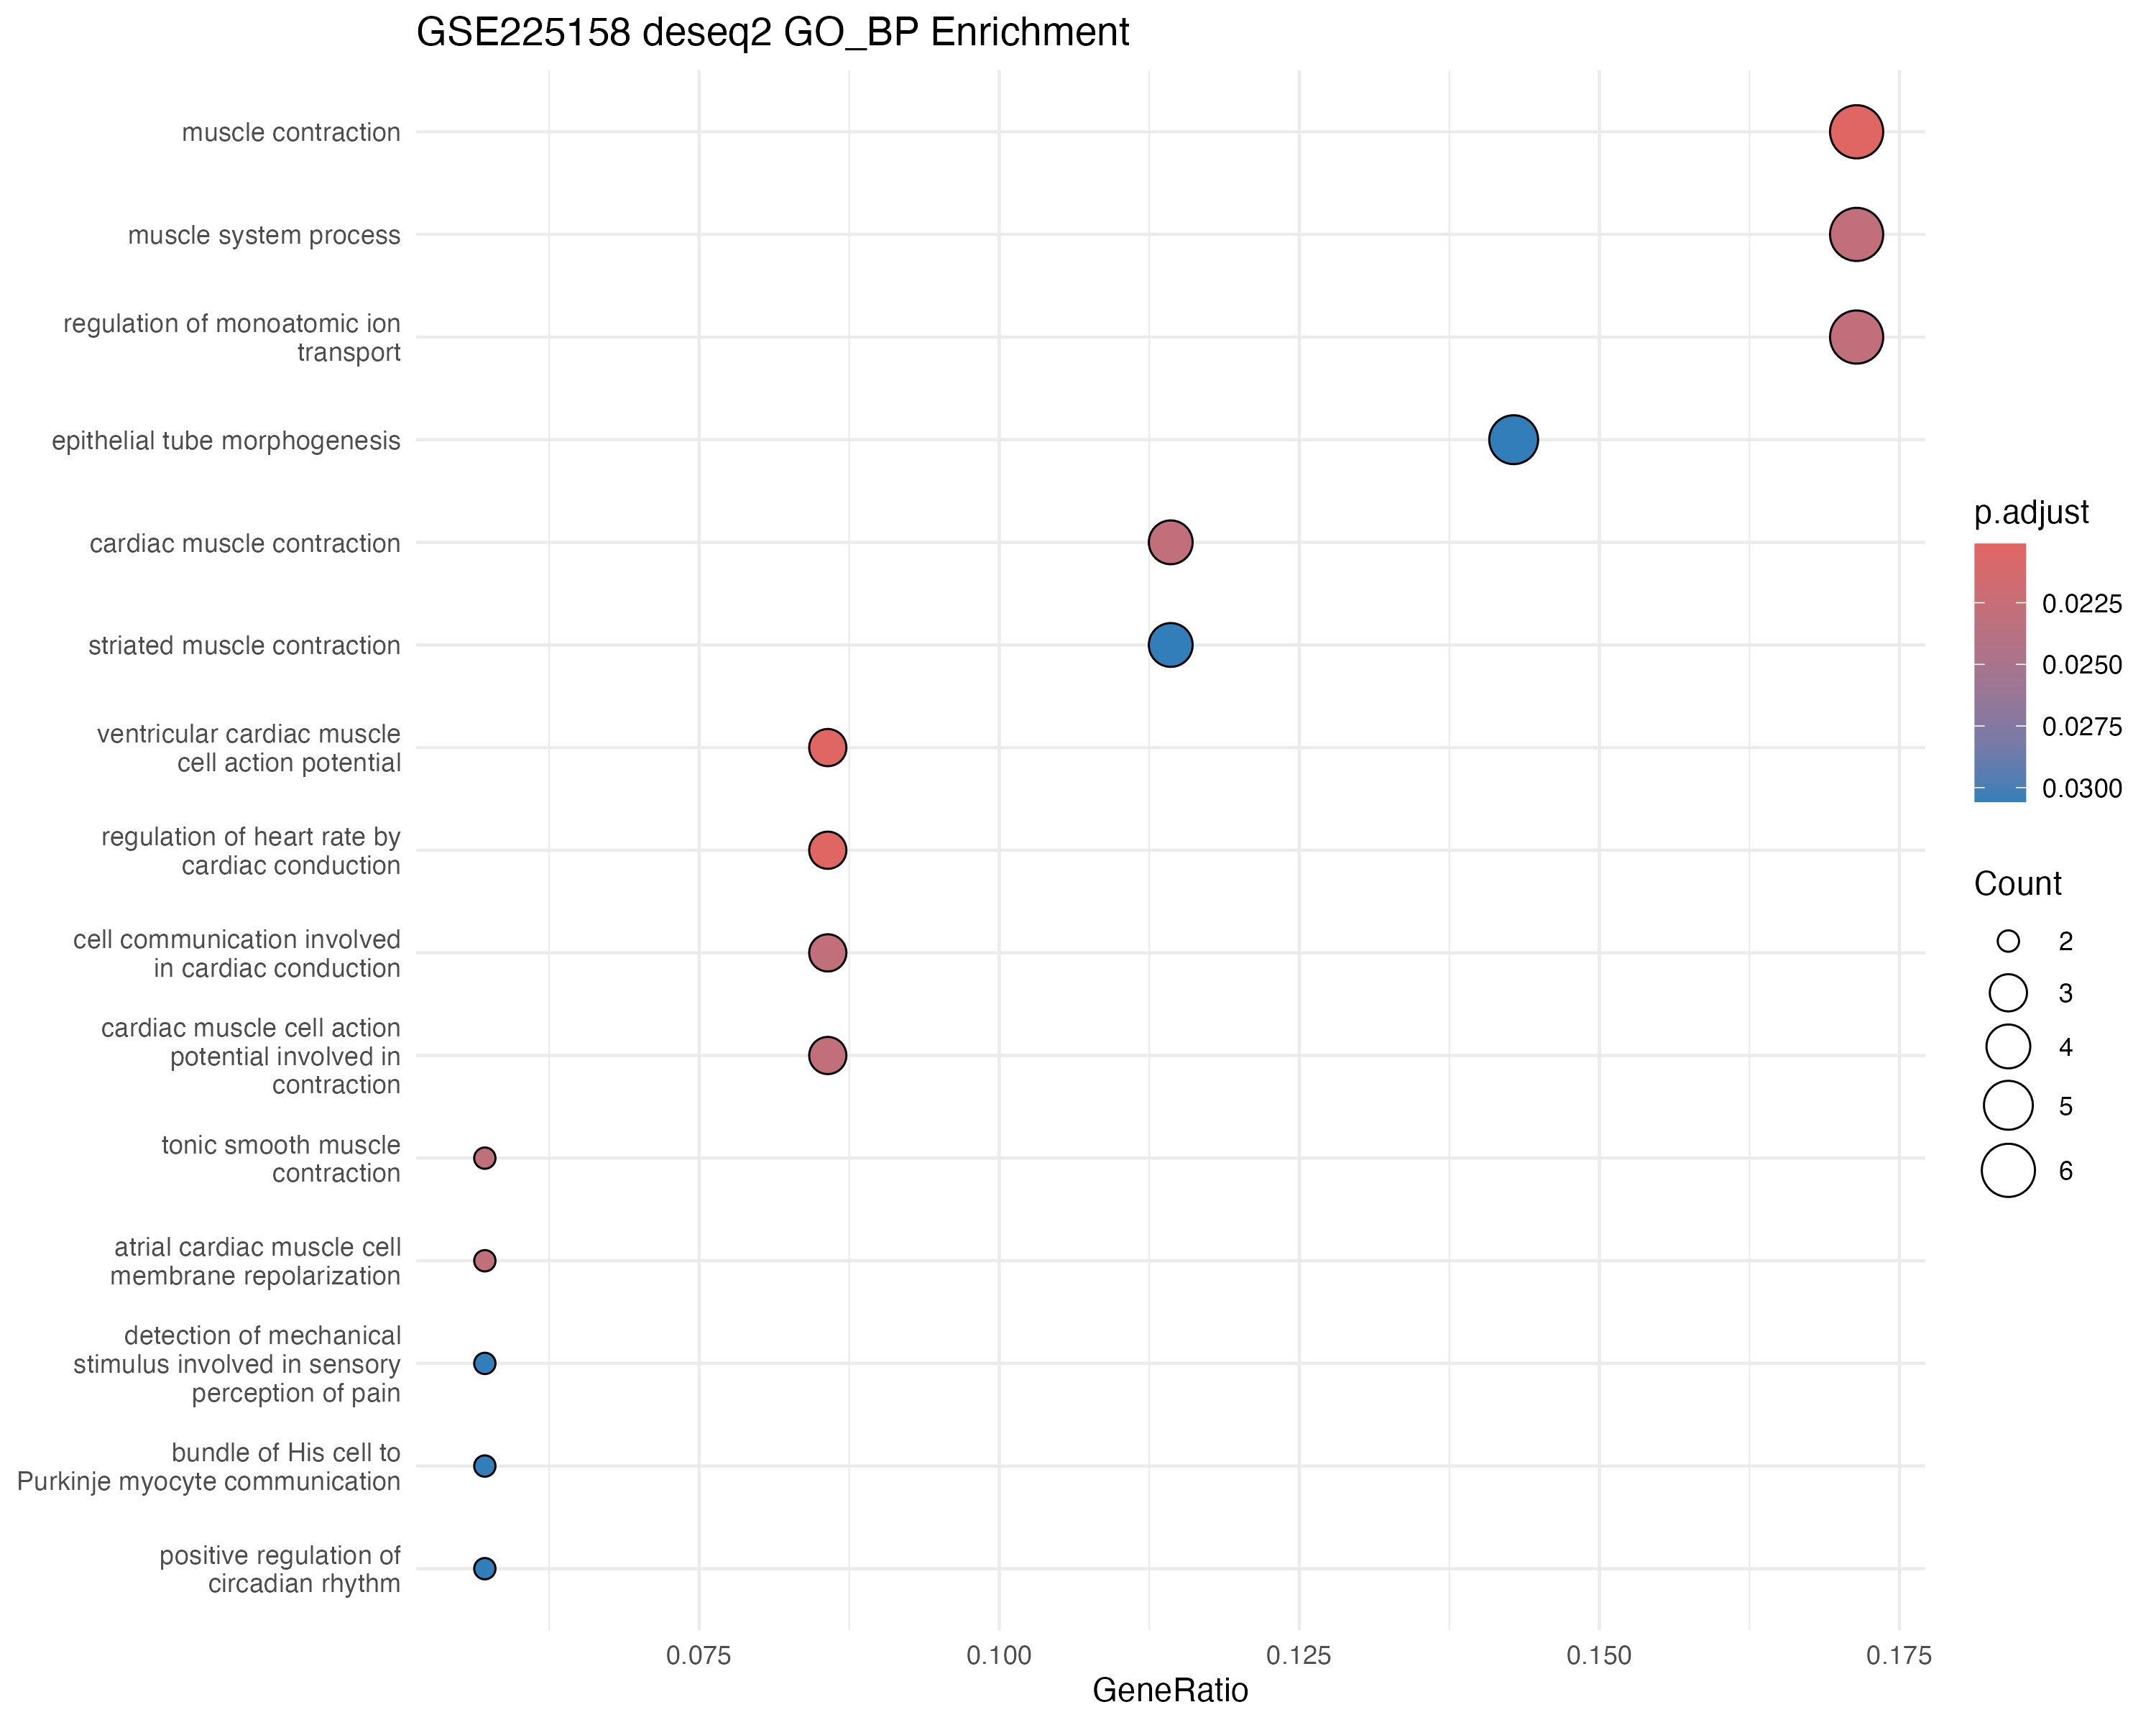 GSE225158 deseq2 GO_BP Enrichment
muscle contraction
muscle system process
regulation of monoatomic ion
transport
epithelial tube morphogenesis
cardiac muscle contraction
striated muscle contraction
ventricular cardiac muscle
cell action potential
regulation of heart rate by
cardiac conduction
cell communication involved
in cardiac conduction
cardiac muscle cell action
potential involved in
contraction
tonic smooth muscle
contraction
atrial cardiac muscle cell
membrane repolarization
detection of mechanical
stimulus involved in sensory
perception of pain
bundle of His cell to
Purkinje myocyte communication
positive regulation of
circadian rhythm
0.075 0.100 0.125 0.150 0.175
GeneRatio
p.adjust
0.0225
0.0250
0.0275
0.0300
Count
2
3
4
5
6